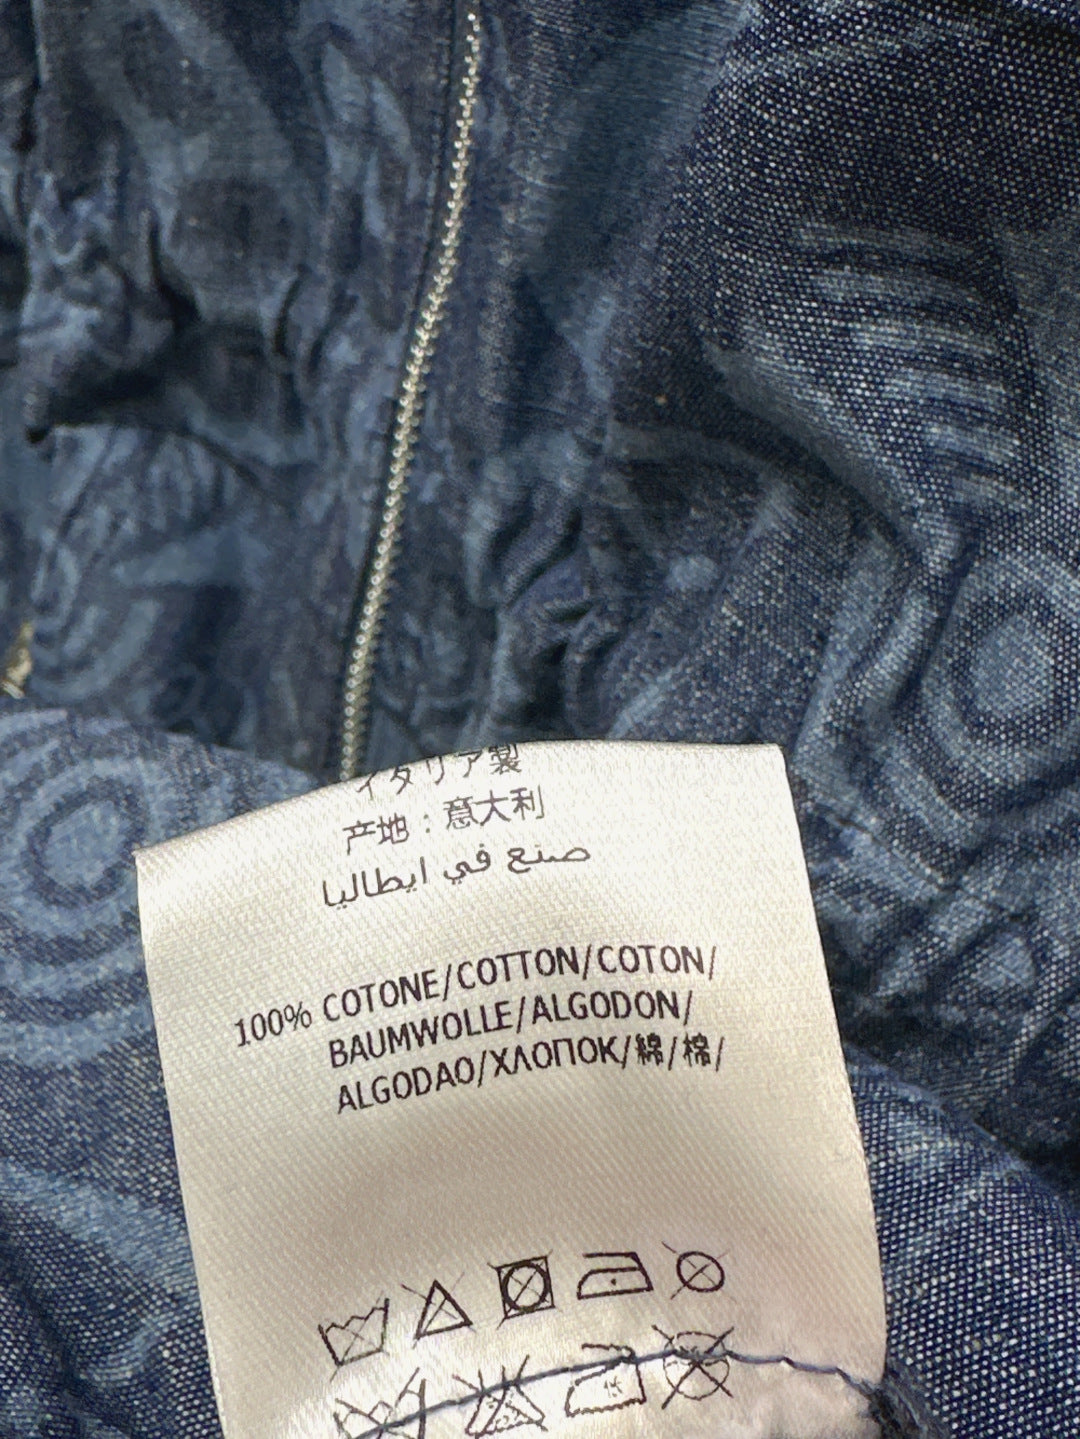 イタリア製
产地：意大利
صنع في ايطاليا
100% COTONE/COTTON/COTON/
BAUMWOLLE/ALGODON/
ALGODAO/ХЛОПОК/綿/棉/